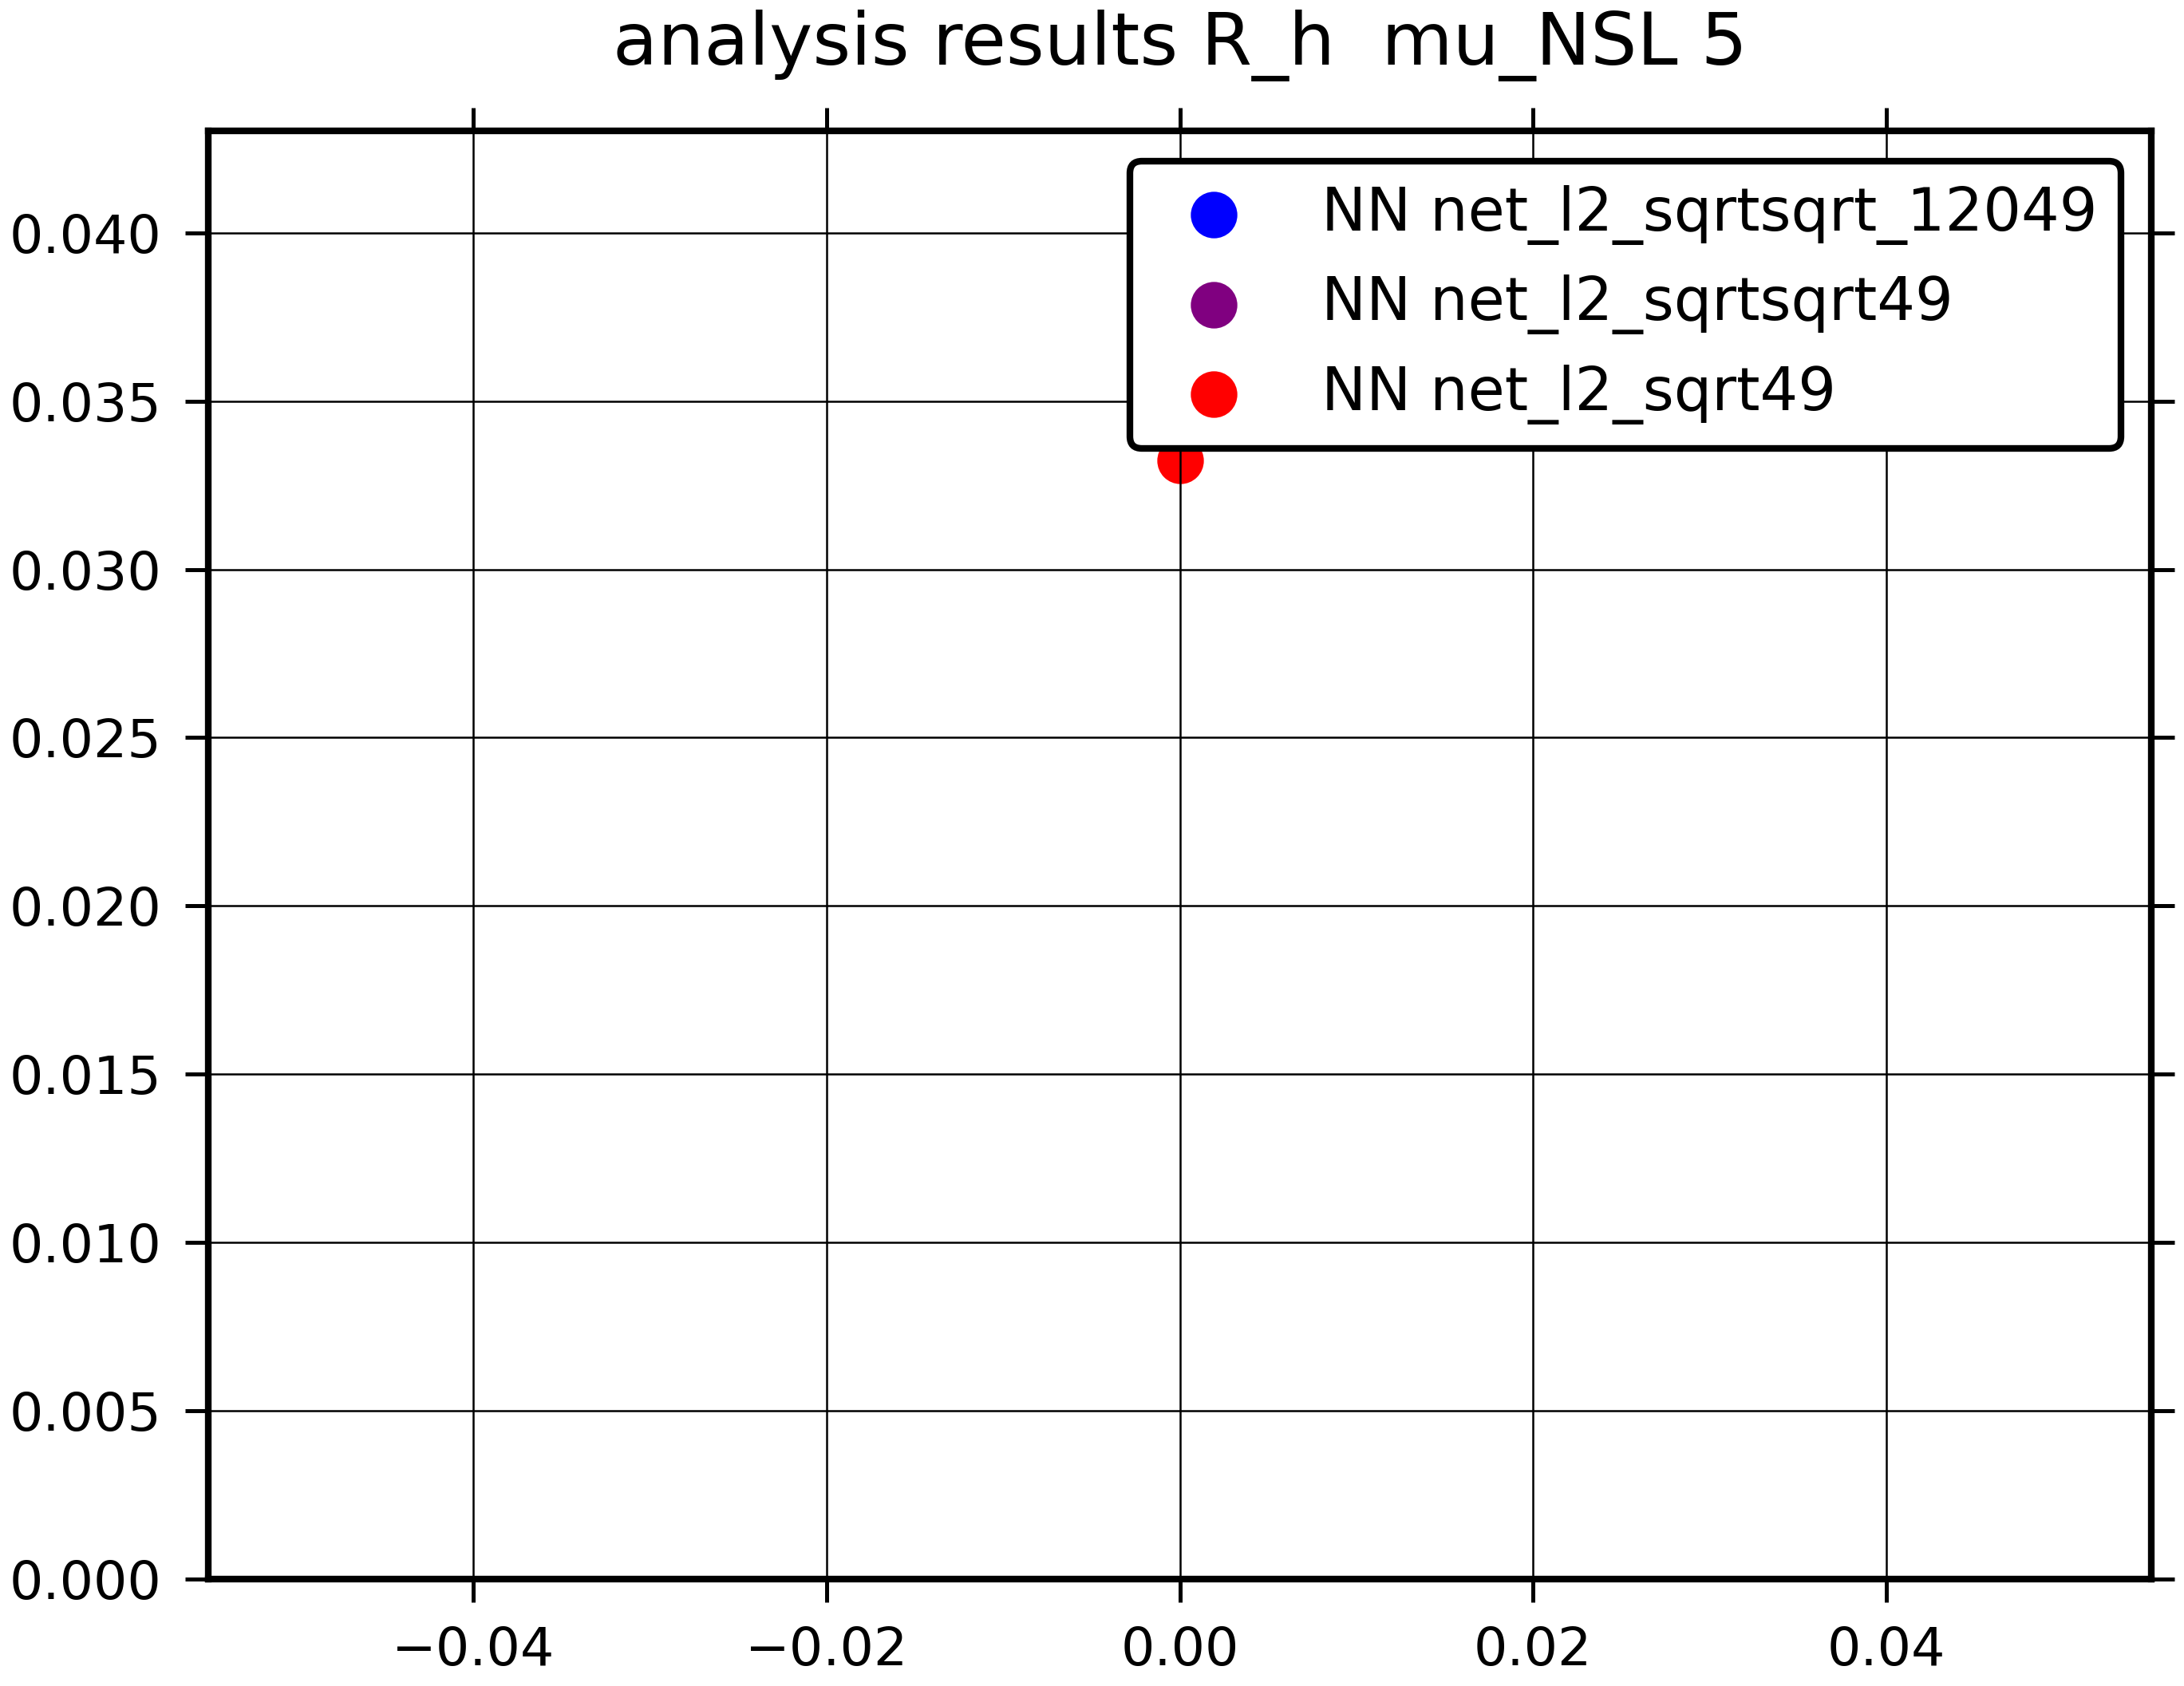 analysis results R_h  mu_NSL 5
NN net_l2_sqrtsqrt_12049
NN net_l2_sqrtsqrt49
NN net_l2_sqrt49
0.040
0.035
0.030
0.025
0.020
0.015
0.010
0.005
0.000
−0.04 −0.02 0.00 0.02 0.04